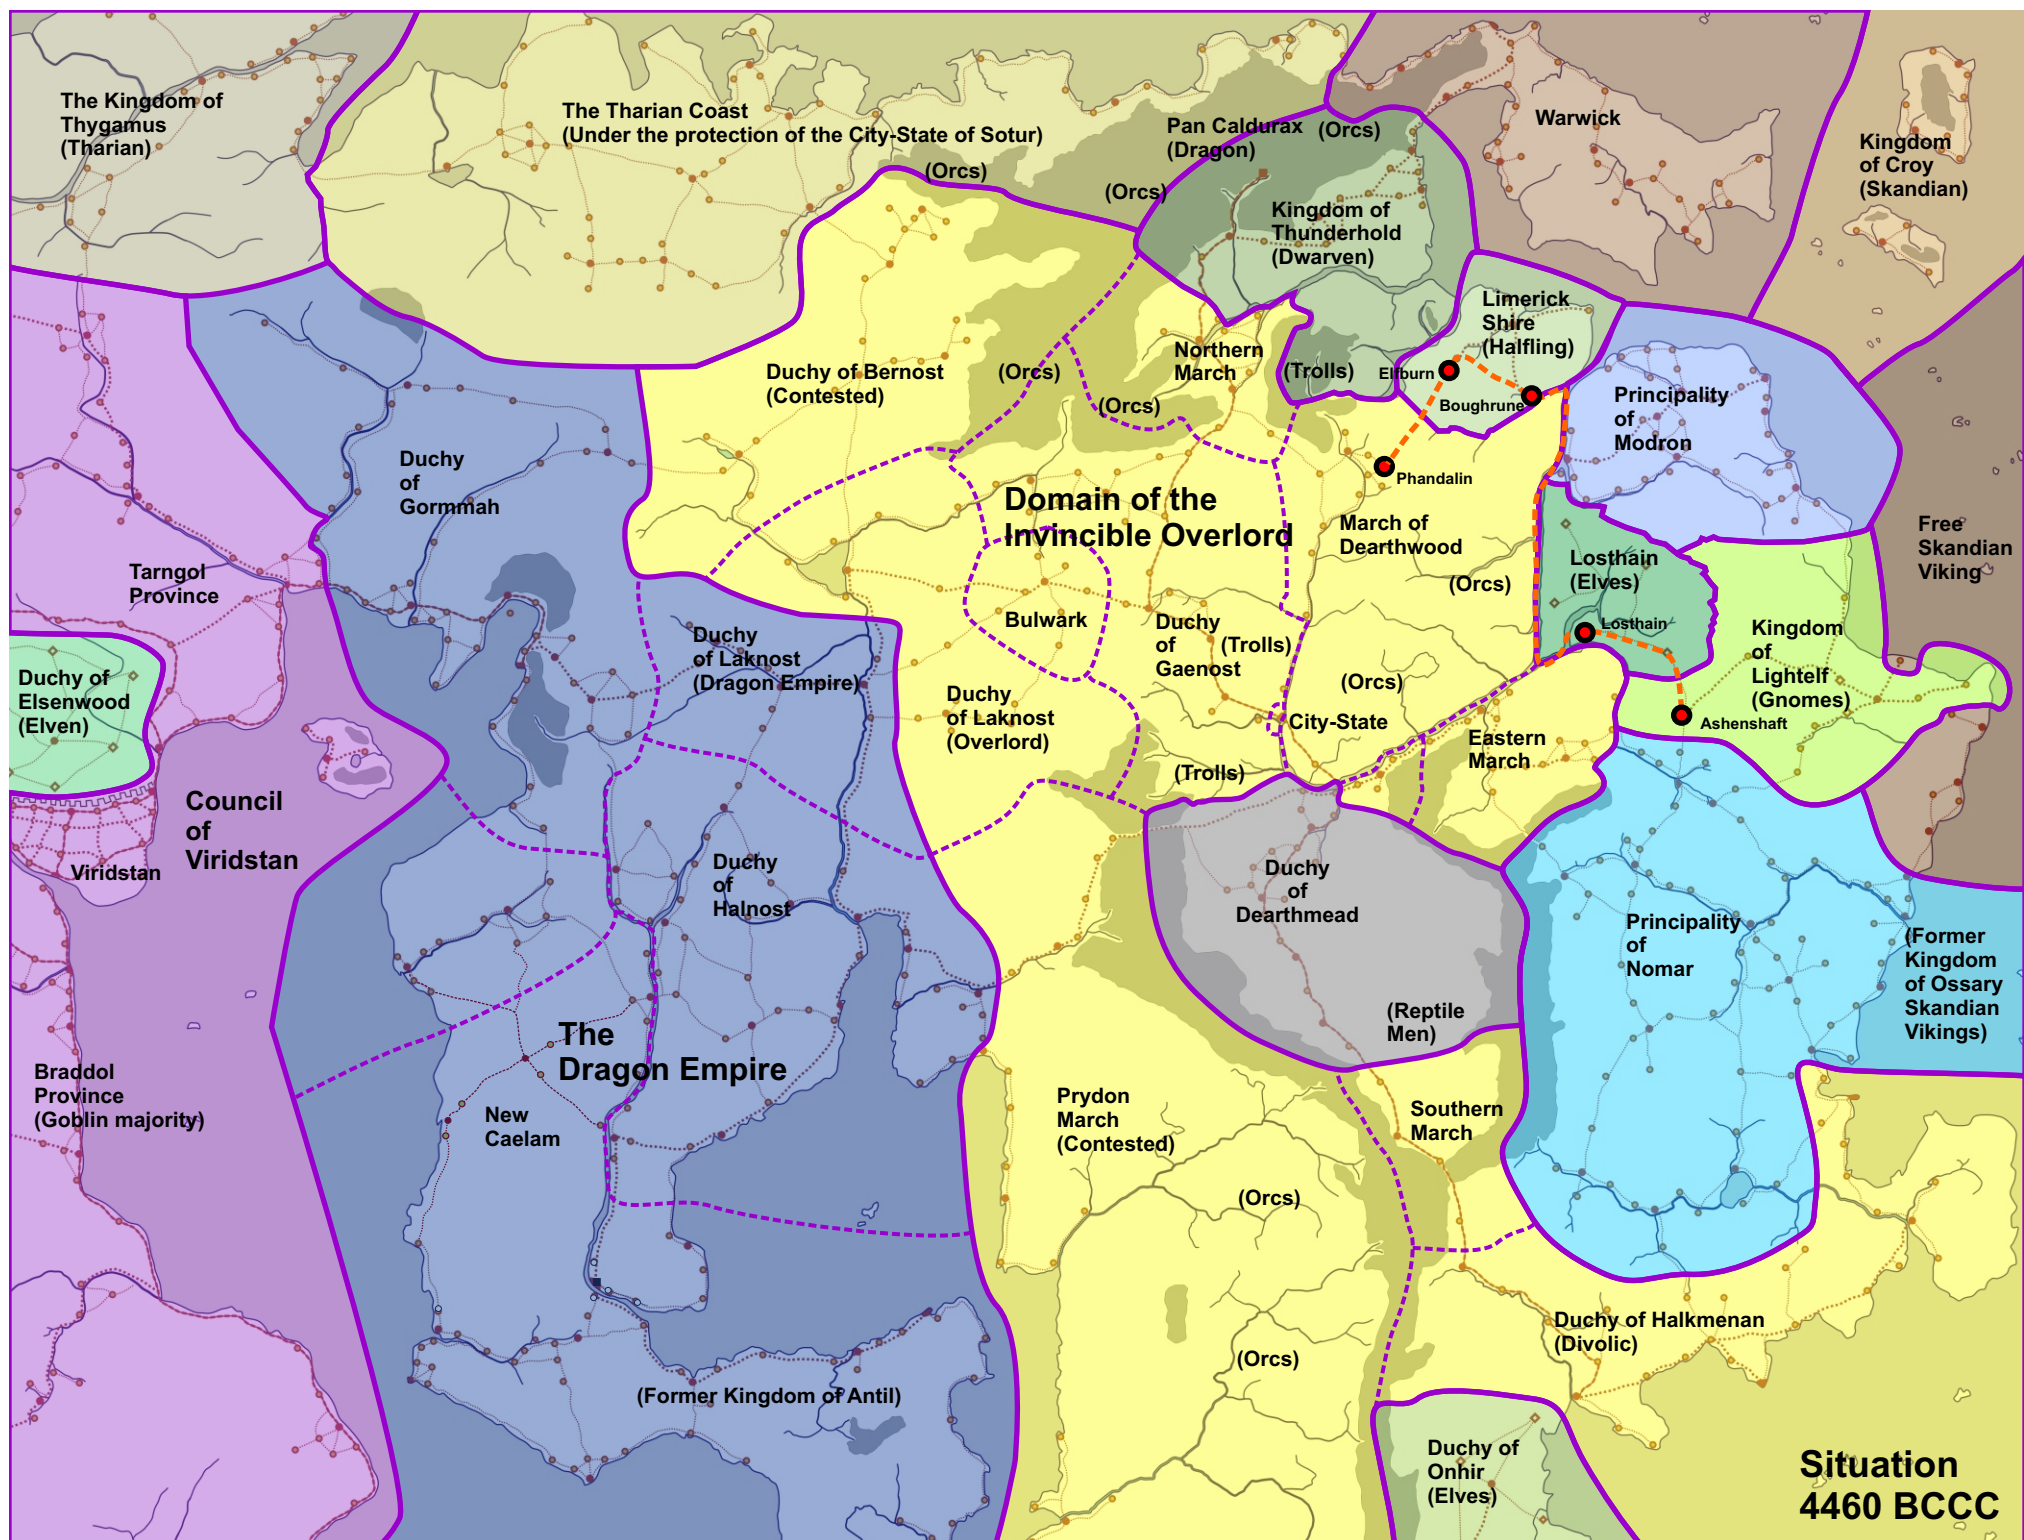 The Kingdom of
Thygamus
(Tharian)
The Tharian Coast
(Under the protection of the City-State of Sotur)
(Orcs)
(Orcs)
Pan Caldurax
(Dragon)
(Orcs)
Kingdom of
Thunderhold
(Dwarven)
Warwick
Kingdom
of Croy
(Skandian)
Limerick
Shire
(Halfling)
Elfburn
Boughrune
Phandalin
(Trolls)
Northern
March
(Orcs)
(Orcs)
Duchy of Bernost
(Contested)
Principality
of
Modron
Duchy
of
Gormmah
Domain of the
Invincible Overlord
March of
Dearthwood
(Orcs)
Losthain
(Elves)
Losthain
Free
Skandian
Viking
Tarngol
Province
Duchy of
Elsenwood
(Elven)
Duchy
of Laknost
(Dragon Empire)
Bulwark
Duchy
of
Gaenost
(Trolls)
(Orcs)
City-State
Kingdom
of
Lightelf
(Gnomes)
Ashenshaft
Duchy
of Laknost
(Overlord)
(Trolls)
Eastern
March
Council
of
Viridstan
Viridstan
Duchy
of
Halnost
Duchy
of
Dearthmead
(Reptile
Men)
Principality
of
Nomar
(Former
Kingdom
of Ossary
Skandian
Vikings)
The
Dragon Empire
Braddol
Province
(Goblin majority)
New
Caelam
Prydon
March
(Contested)
Southern
March
(Orcs)
(Orcs)
Duchy of Halkmenan
(Divolic)
(Former Kingdom of Antil)
Duchy of
Onhir
(Elves)
Situation
4460 BCCC